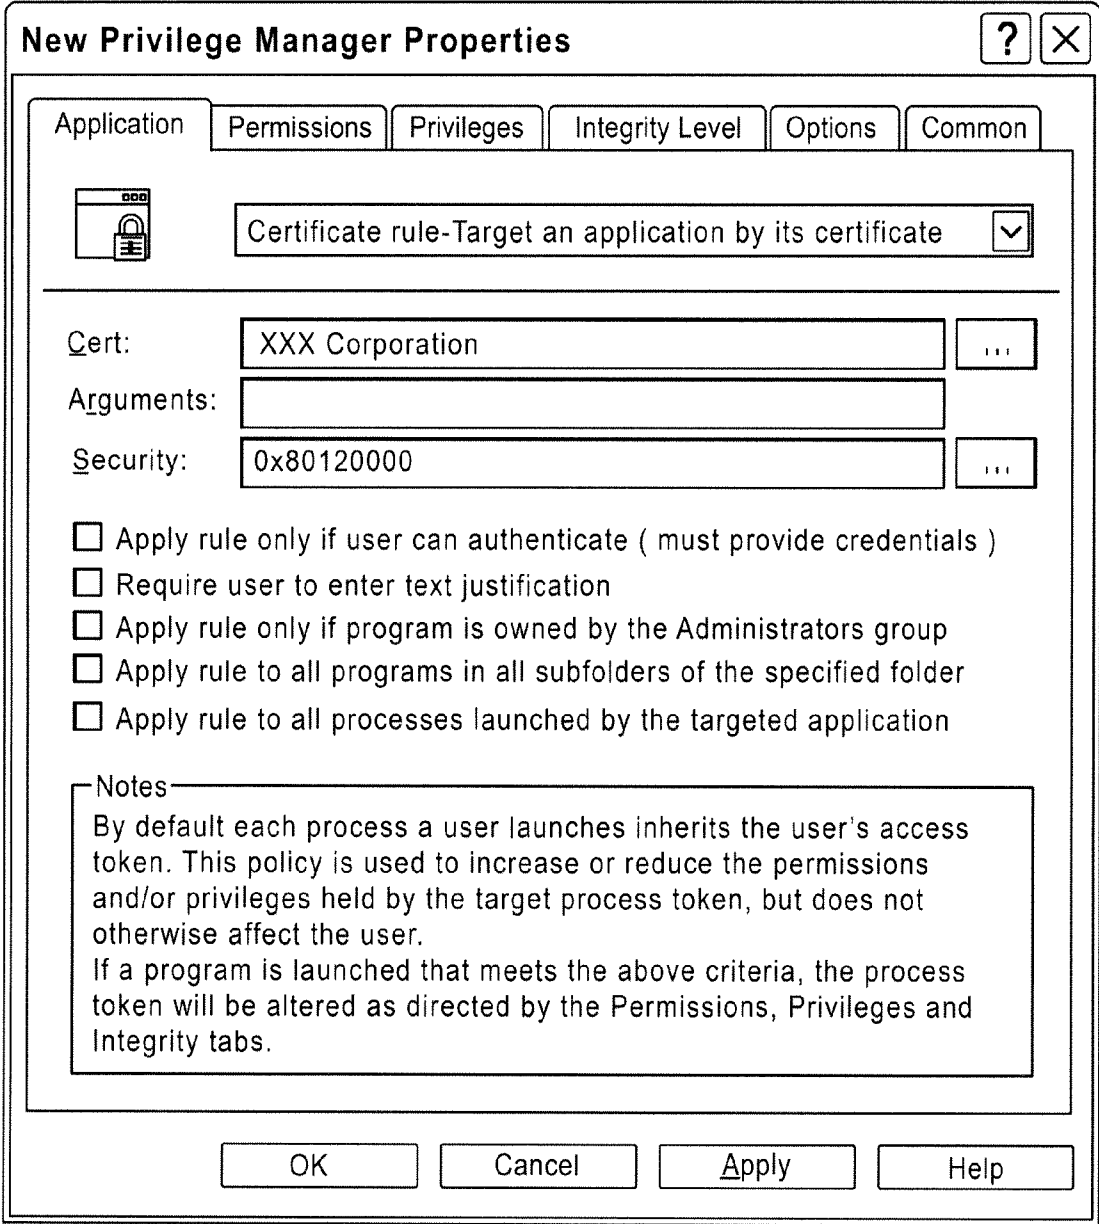 New Privilege Manager Properties ? X
Application Permissions Privileges Integrity Level Options Common
Certificate rule-Target an application by its certificate
Cert: XXX Corporation ...
Arguments:
Security: 0x80120000 ...
Apply rule only if user can authenticate ( must provide credentials )
Require user to enter text justification
Apply rule only if program is owned by the Administrators group
Apply rule to all programs in all subfolders of the specified folder
Apply rule to all processes launched by the targeted application
Notes
By default each process a user launches inherits the user's access
token. This policy is used to increase or reduce the permissions
and/or privileges held by the target process token, but does not
otherwise affect the user.
If a program is launched that meets the above criteria, the process
token will be altered as directed by the Permissions, Privileges and
Integrity tabs.
OK Cancel Apply Help